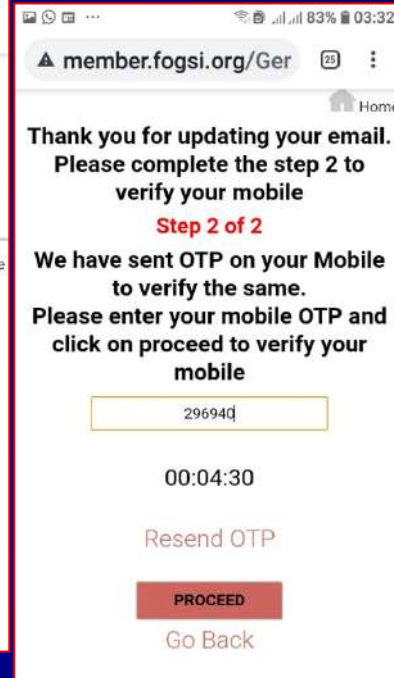 83% 03:32
member.fogsi.org/Ger 25
Home
Thank you for updating your email.
Please complete the step 2 to
verify your mobile
Step 2 of 2
We have sent OTP on your Mobile
to verify the same.
Please enter your mobile OTP and
click on proceed to verify your
mobile
296940
00:04:30
Resend OTP
PROCEED
Go Back